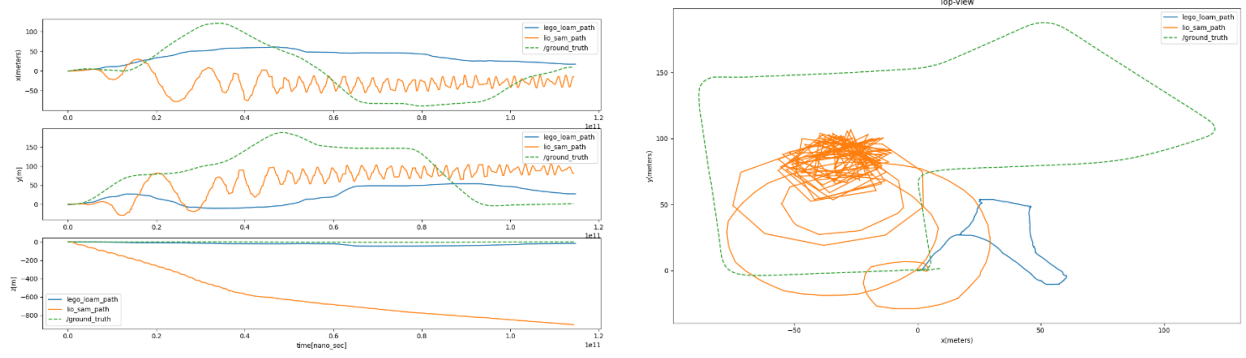 Top-view
lego_loam_path
lio_sam_path
/ground_truth
x(meters)
100
50
0
−50
0.0
0.2
0.4
0.6
0.8
1.0
1.2
1e11
lego_loam_path
lio_sam_path
/ground_truth
y[m]
150
100
50
0
0.0
0.2
0.4
0.6
0.8
1.0
1.2
1e11
lego_loam_path
lio_sam_path
/ground_truth
z[m]
0
−200
−400
−600
−800
0.0
0.2
0.4
0.6
0.8
1.0
1.2
time[nano_sec]
1e11
lego_loam_path
lio_sam_path
/ground_truth
y(meters)
150
100
50
0
−50
0
50
100
x(meters)